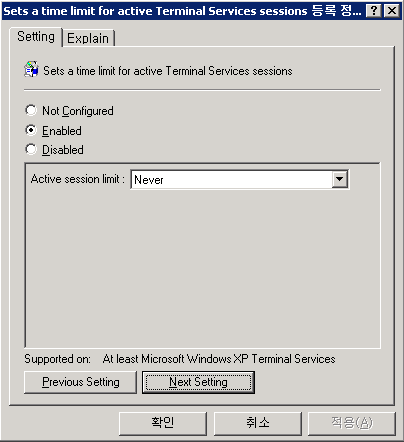 Sets a time limit for active Terminal Services sessions 등록 정...
Setting
Explain
Sets a time limit for active Terminal Services sessions
Not Configured
Enabled
Disabled
Active session limit :
Never
Supported on: At least Microsoft Windows XP Terminal Services
Previous Setting
Next Setting
확인
취소
적용(A)